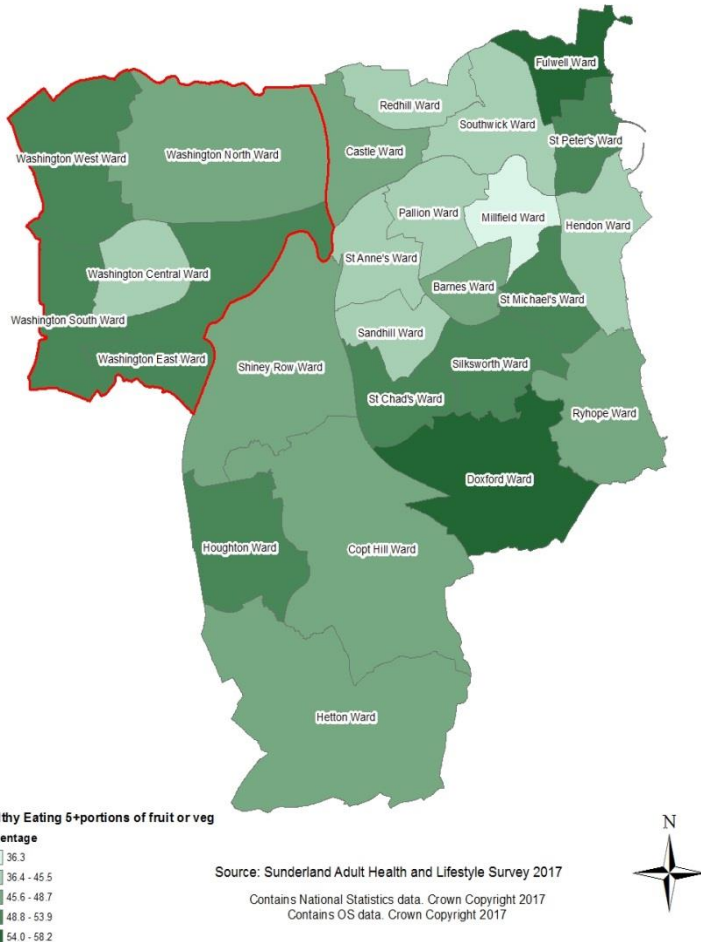 Fulwell Ward
Redhill Ward
Southwick Ward
St Peter's Ward
Castle Ward
Washington North Ward
Washington West Ward
Pallion Ward
Millfield Ward
Hendon Ward
St Anne's Ward
Washington Central Ward
Barnes Ward
St Michael's Ward
Washington South Ward
Sandhill Ward
Washington East Ward
Shiney Row Ward
Silksworth Ward
St Chad's Ward
Ryhope Ward
Doxford Ward
Houghton Ward
Copt Hill Ward
Hetton Ward
thy Eating 5+portions of fruit or veg
entage
36.3
36.4 - 45.5
45.6 - 48.7
48.8 - 53.9
54.0 - 58.2
Source: Sunderland Adult Health and Lifestyle Survey 2017
Contains National Statistics data. Crown Copyright 2017
Contains OS data. Crown Copyright 2017
N